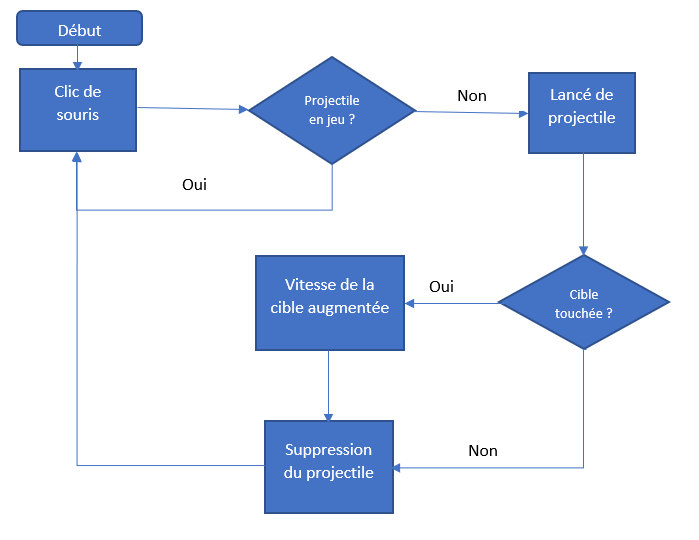 Début
Clic de
souris
Projectile
en jeu ?
Non
Lancé de
projectile
Oui
Vitesse de la
cible augmentée
Oui
Cible
touchée ?
Suppression
du projectile
Non